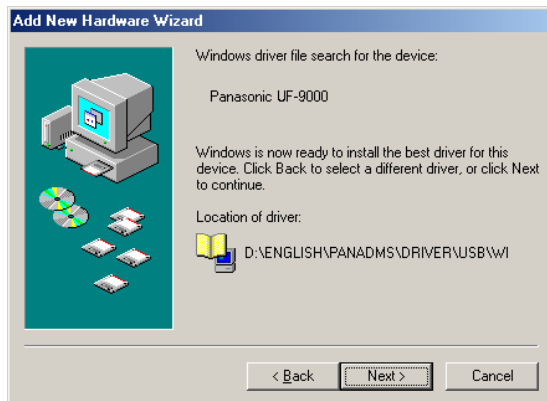 Add New Hardware Wizard
Windows driver file search for the device:
Panasonic UF-9000
Windows is now ready to install the best driver for this
device. Click Back to select a different driver, or click Next
to continue.
Location of driver:
D:\ENGLISH\PANADMS\DRIVER\USB\WI
< Back
Next >
Cancel